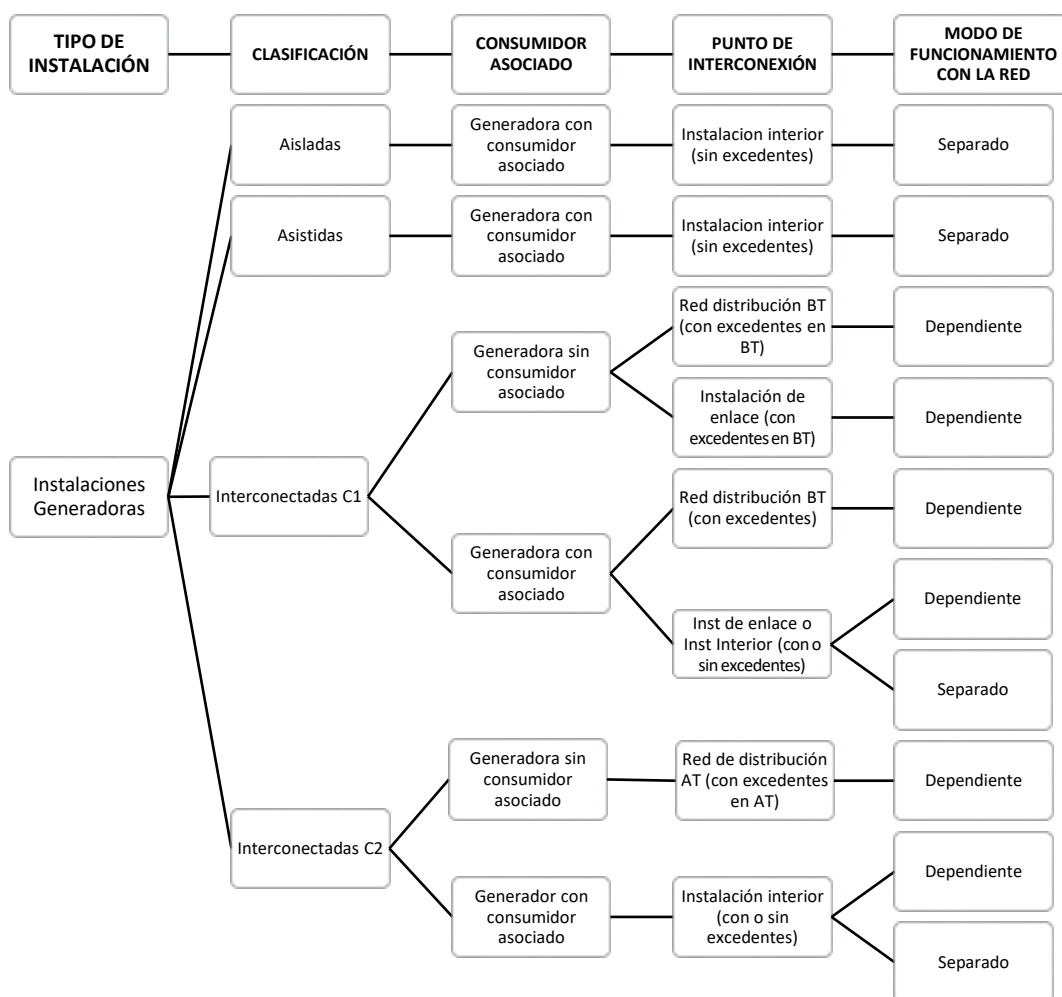 TIPO DE
INSTALACIÓN
CLASIFICACIÓN
CONSUMIDOR
ASOCIADO
PUNTO DE
INTERCONEXIÓN
MODO DE
FUNCIONAMIENTO
CON LA RED
Instalaciones
Generadoras
Aisladas
Generadora con
consumidor
asociado
Instalacion interior
(sin excedentes)
Separado
Asistidas
Generadora con
consumidor
asociado
Instalacion interior
(sin excedentes)
Separado
Interconectadas C1
Generadora sin
consumidor
asociado
Red distribución BT
(con excedentes en
BT)
Dependiente
Instalación de
enlace (con
excedentes en BT)
Dependiente
Generadora con
consumidor
asociado
Red distribución BT
(con excedentes)
Dependiente
Inst de enlace o
Inst Interior (con o
sin excedentes)
Dependiente
Separado
Interconectadas C2
Generadora sin
consumidor
asociado
Red de distribución
AT (con excedentes
en AT)
Dependiente
Generador con
consumidor
asociado
Instalación interior
(con o sin
excedentes)
Dependiente
Separado